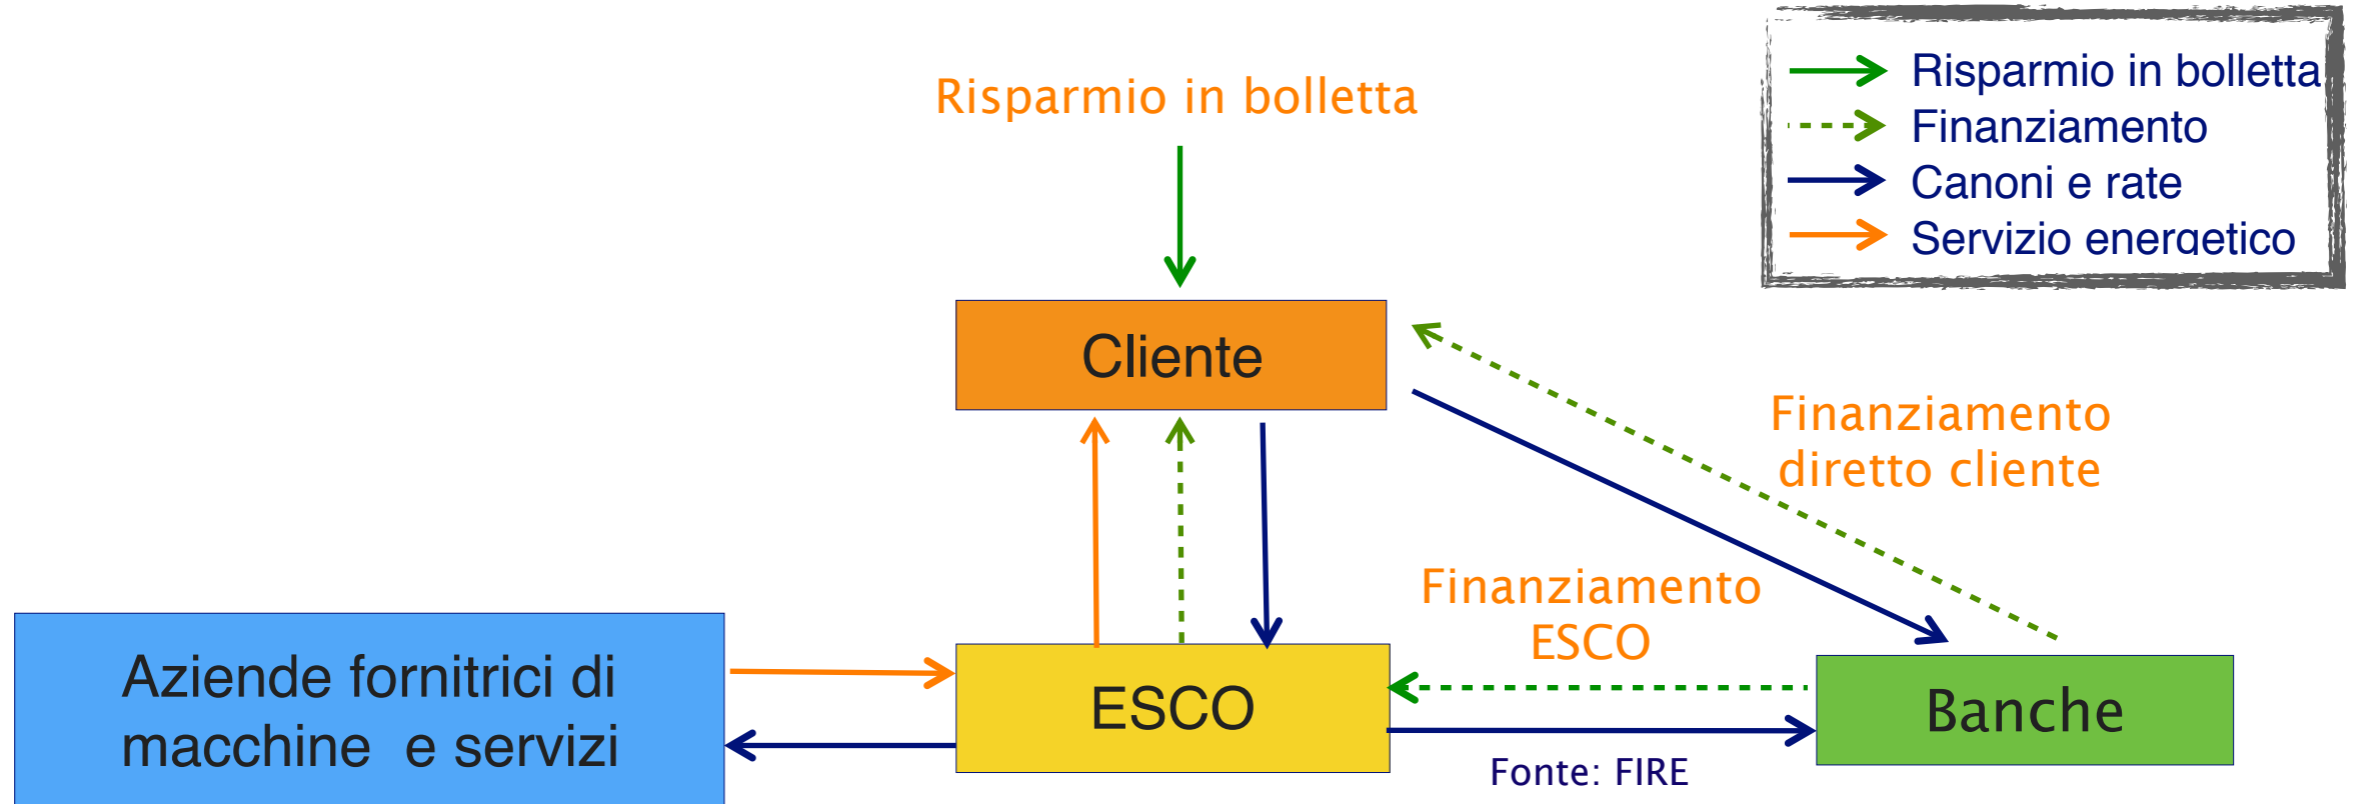 Risparmio in bolletta
Risparmio in bolletta
Finanziamento
Canoni e rate
Servizio energetico
Cliente
Finanziamento
diretto cliente
Finanziamento
ESCO
Aziende fornitrici di
macchine e servizi
ESCO
Banche
Fonte: FIRE